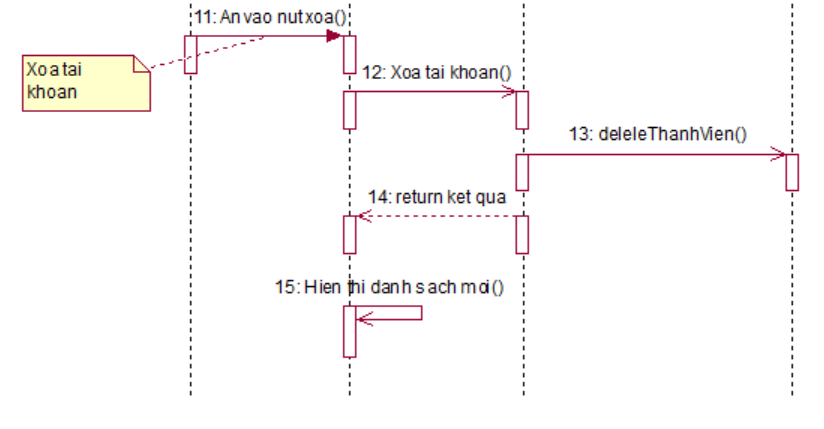 11: An vao nut xoa()
Xoa tai
khoan
12: Xoa tai khoan()
13: deleleThanhVien()
14: return ket qua
15: Hien thi danh sach moi()